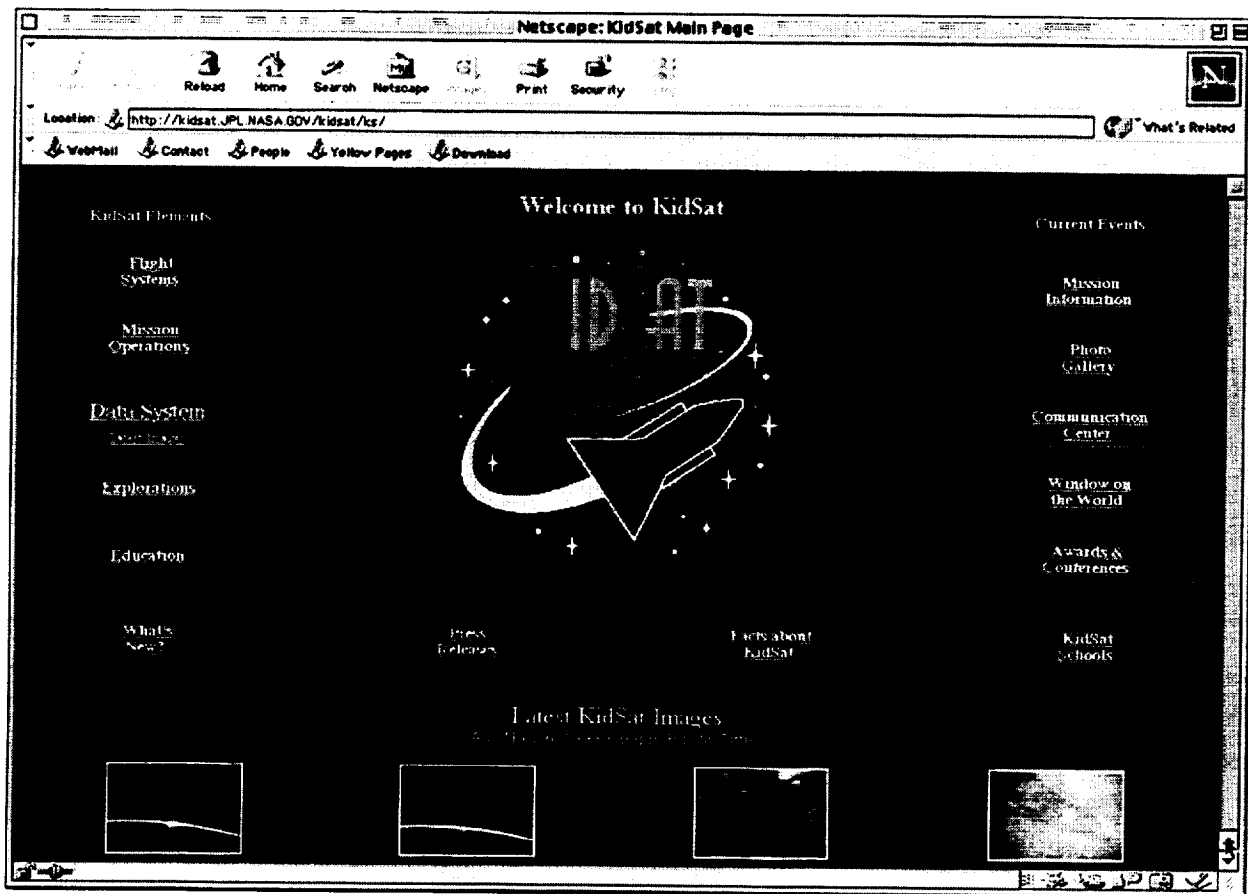 Netscape: KidSat Main Page
Reload Home Search Netscape Print Security
Location: http://kidsat.JPL.NASA.GOV/kidsat/ks/ What's Related
WebMail Contact People Yellow Pages Download
Welcome to KidSat
KidSat Elements
Flight
Systems
Mission
Operations
Data System
Explorations
Education
What's
New?
IDSAT
Current Events
Mission
Information
Photo
Gallery
Communication
Center
Window on
the World
Awards &
Conferences
Press
Releases
Facts about
KidSat
KidSat
Schools
Latest KidSat Images